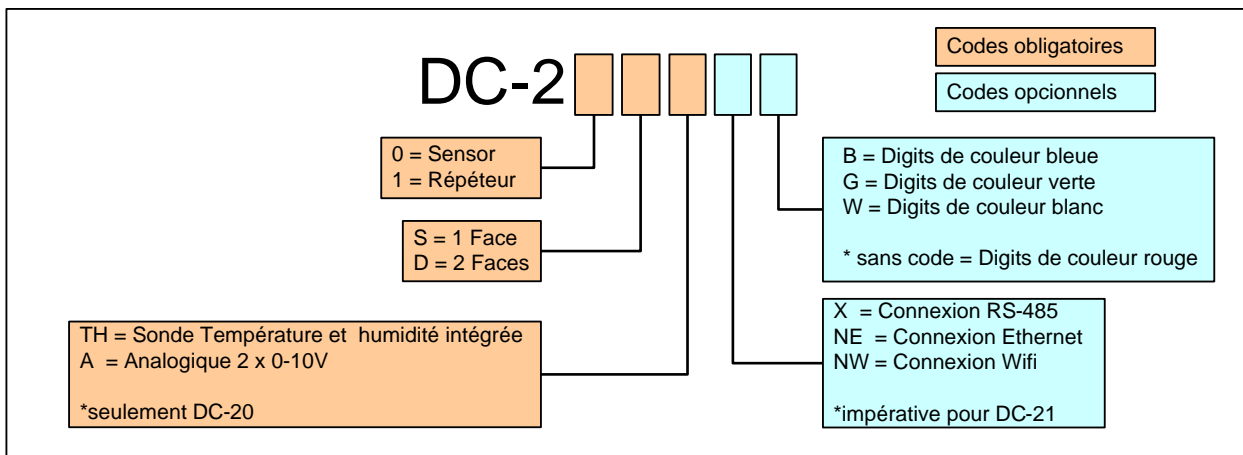 DC-2
Codes obligatoires
Codes opcionnels
0 = Sensor
1 = Répéteur
S = 1 Face
D = 2 Faces
TH = Sonde Température et humidité intégrée
A = Analogique 2 x 0-10V
*seulement DC-20
B = Digits de couleur bleue
G = Digits de couleur verte
W = Digits de couleur blanc
* sans code = Digits de couleur rouge
X = Connexion RS-485
NE = Connexion Ethernet
NW = Connexion Wifi
*impérative pour DC-21